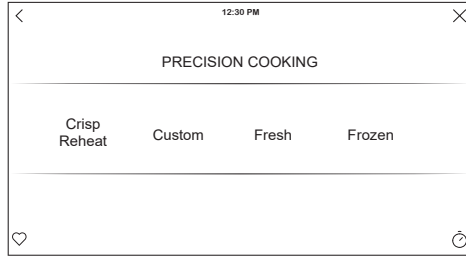 12:30 PM
PRECISION COOKING
Crisp
Reheat
Custom
Fresh
Frozen